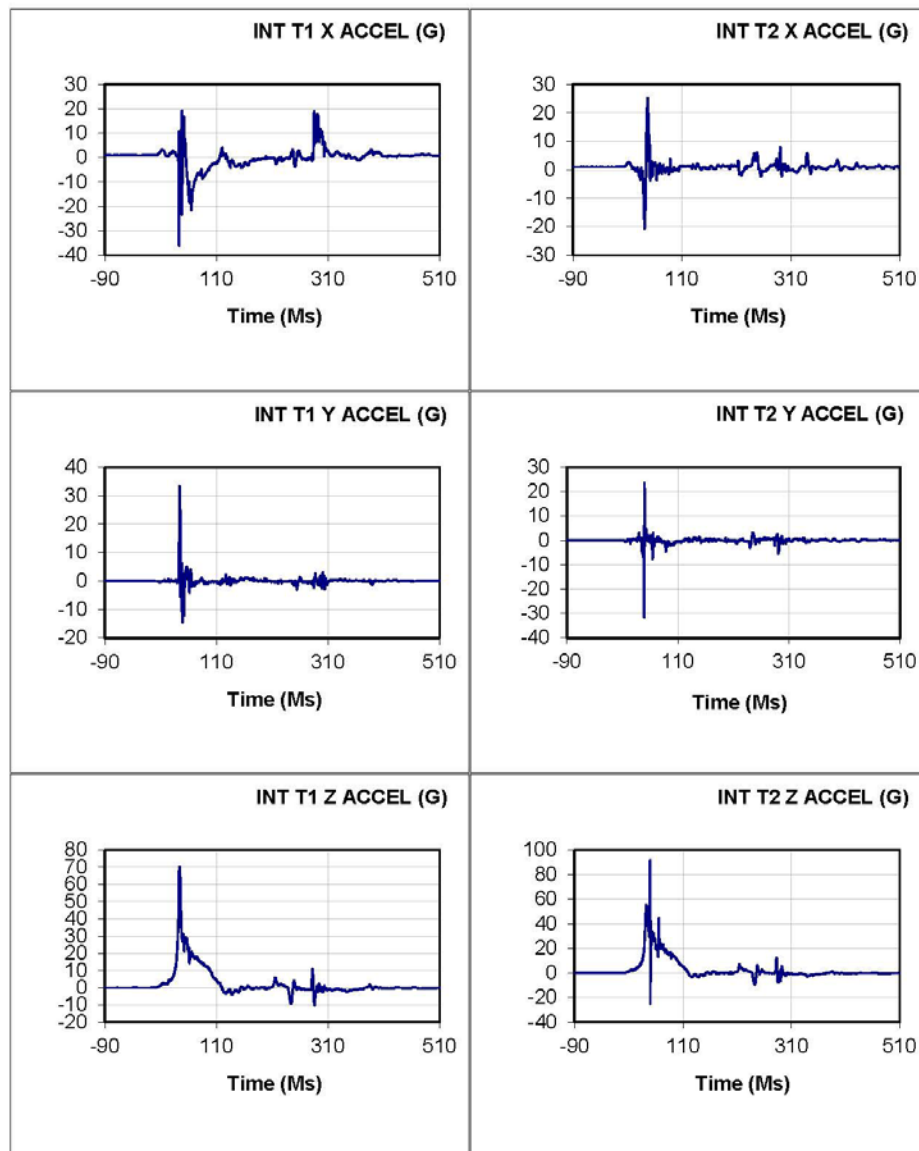 INT T1 X ACCEL (G)
30
20
10
0
-10
-20
-30
-40
-90 110 310 510
Time (Ms)
INT T2 X ACCEL (G)
30
20
10
0
-10
-20
-30
-90 110 310 510
Time (Ms)
INT T1 Y ACCEL (G)
40
30
20
10
0
-10
-20
-90 110 310 510
Time (Ms)
INT T2 Y ACCEL (G)
30
20
10
0
-10
-20
-30
-40
-90 110 310 510
Time (Ms)
INT T1 Z ACCEL (G)
80
70
60
50
40
30
20
10
0
-10
-20
-90 110 310 510
Time (Ms)
INT T2 Z ACCEL (G)
100
80
60
40
20
0
-20
-40
-90 110 310 510
Time (Ms)